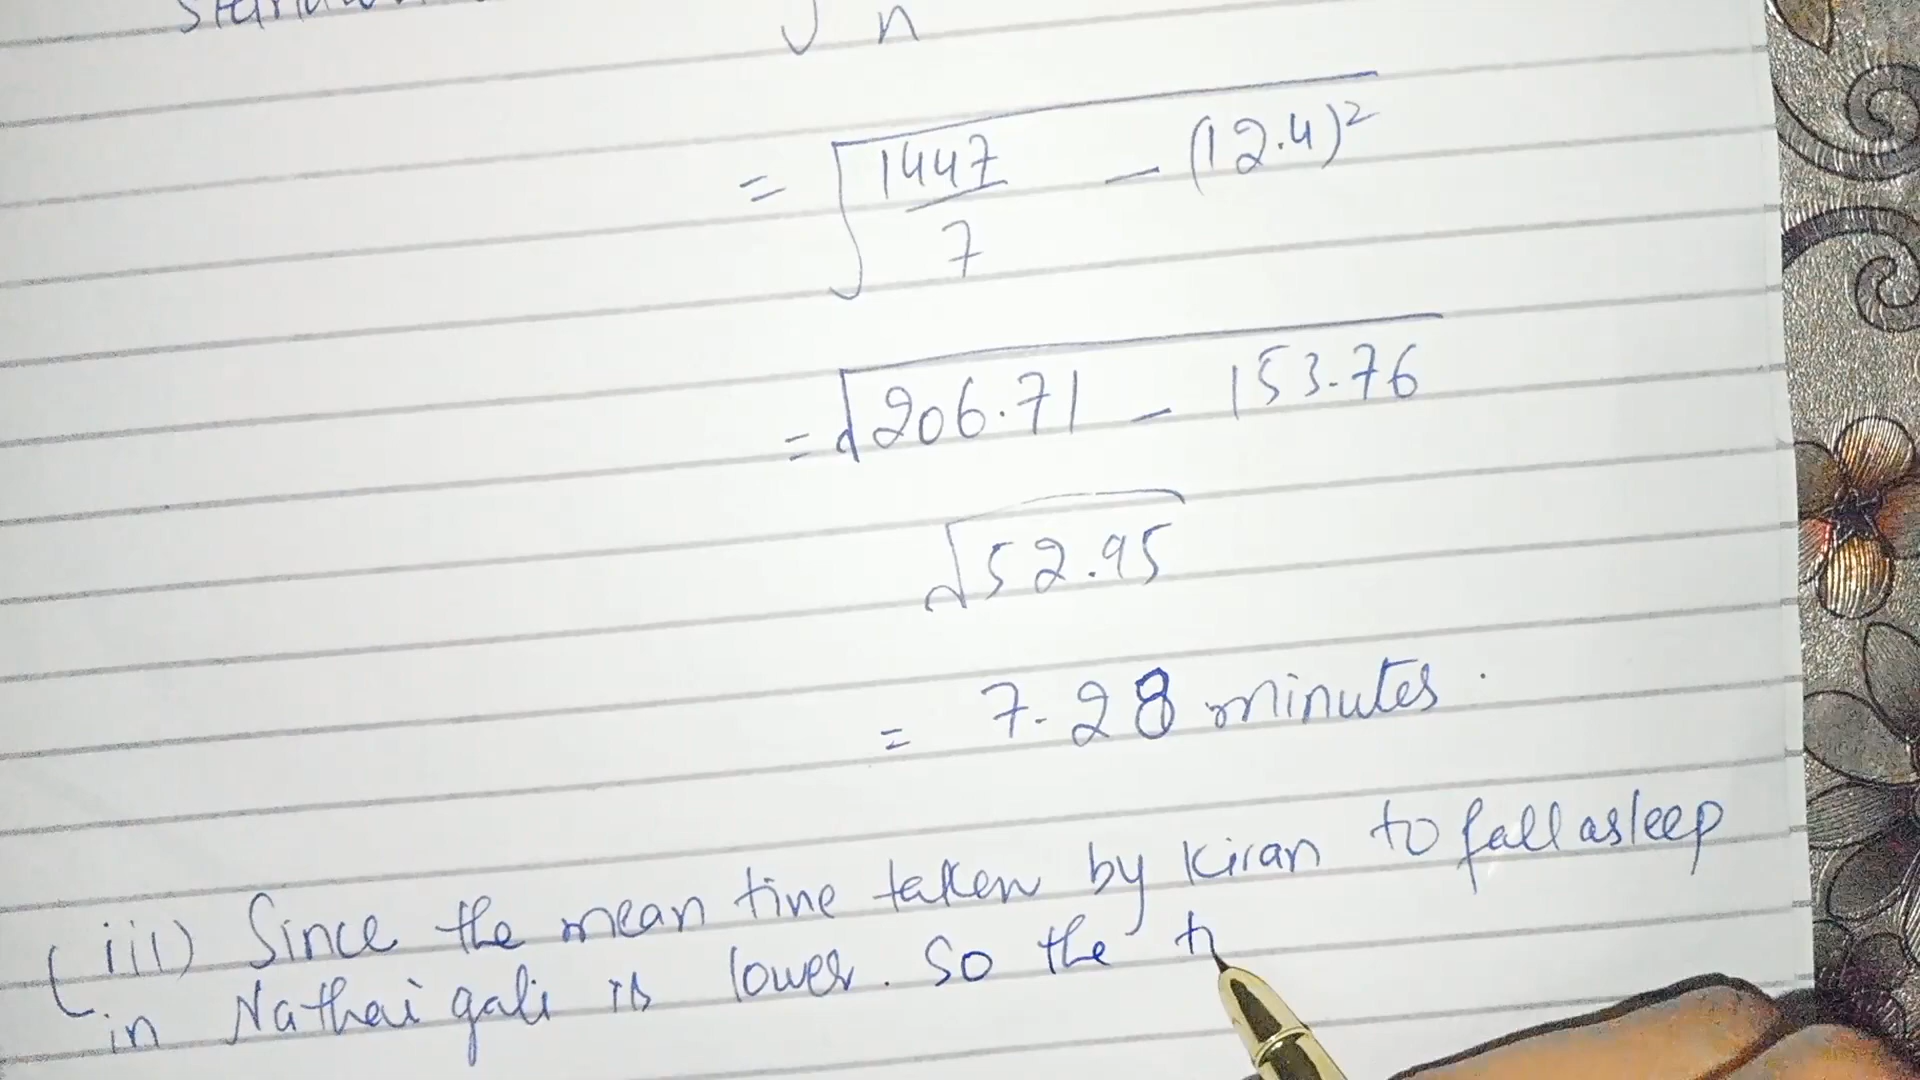 n
= √1447/7 - (12.4)²
= √206.71 - 153.76
√52.95
= 7.28 minutes.
(iii) Since the mean time taken by Kiran to fall asleep
in Nathai gali is lower. So the